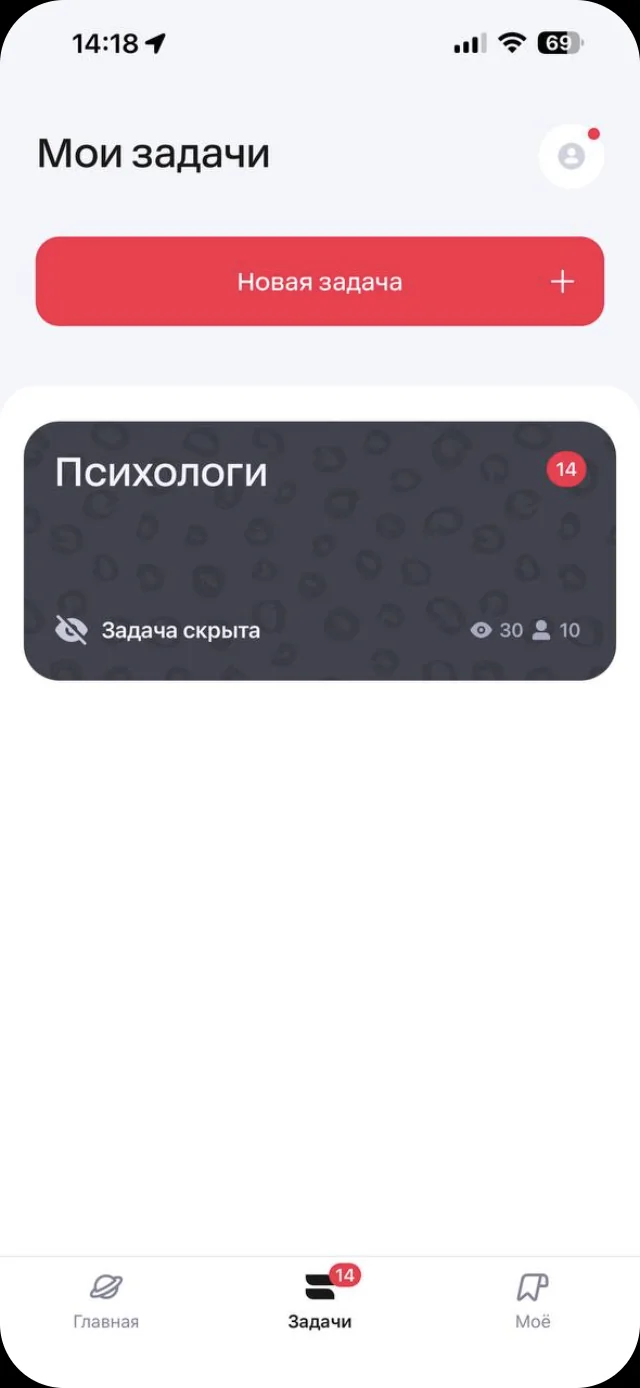 14:18
69
Мои задачи
Новая задача
Психологи
14
Задача скрыта
30
10
14
Главная
Задачи
Моё